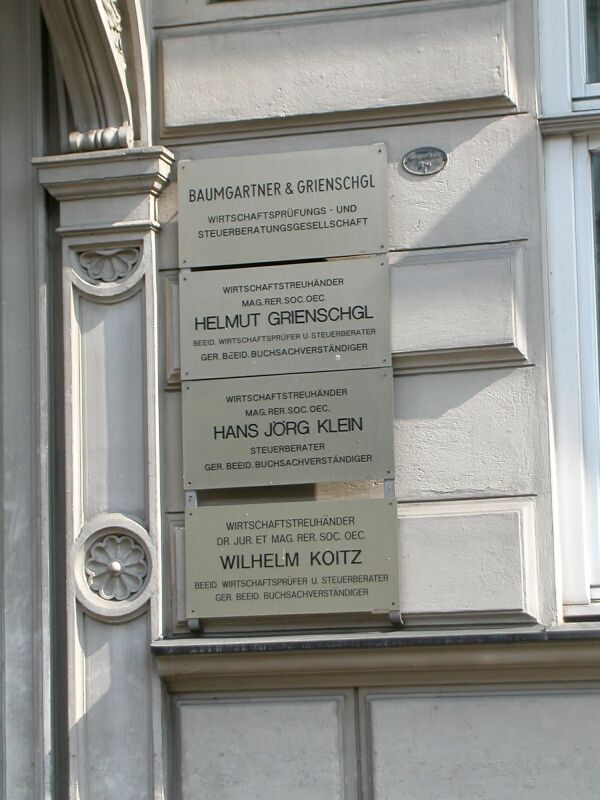 BAUMGARTNER & GRIENSCHGL
WIRTSCHAFTSPRÜFUNGS - UND
STEUERBERATUNGSGESELLSCHAFT
WIRTSCHAFTSTREUHÄNDER
MAG. RER. SOC. OEC.
HELMUT GRIENSCHGL
BEEID. WIRTSCHAFTSPRÜFER U. STEUERBERATER
GER. BEEID. BUCHSACHVERSTÄNDIGER
WIRTSCHAFTSTREUHÄNDER
MAG. RER. SOC. OEC.
HANS JÖRG KLEIN
STEUERBERATER
GER. BEEID. BUCHSACHVERSTÄNDIGER
WIRTSCHAFTSTREUHÄNDER
DR. JUR. ET MAG. RER. SOC. OEC.
WILHELM KOITZ
BEEID. WIRTSCHAFTSPRÜFER U. STEUERBERATER
GER. BEEID. BUCHSACHVERSTÄNDIGER